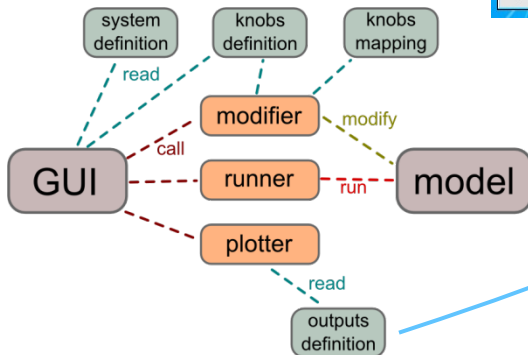 system
definition
knobs
definition
knobs
mapping
read
modifier
modify
call
GUI
runner
run
model
plotter
read
outputs
definition